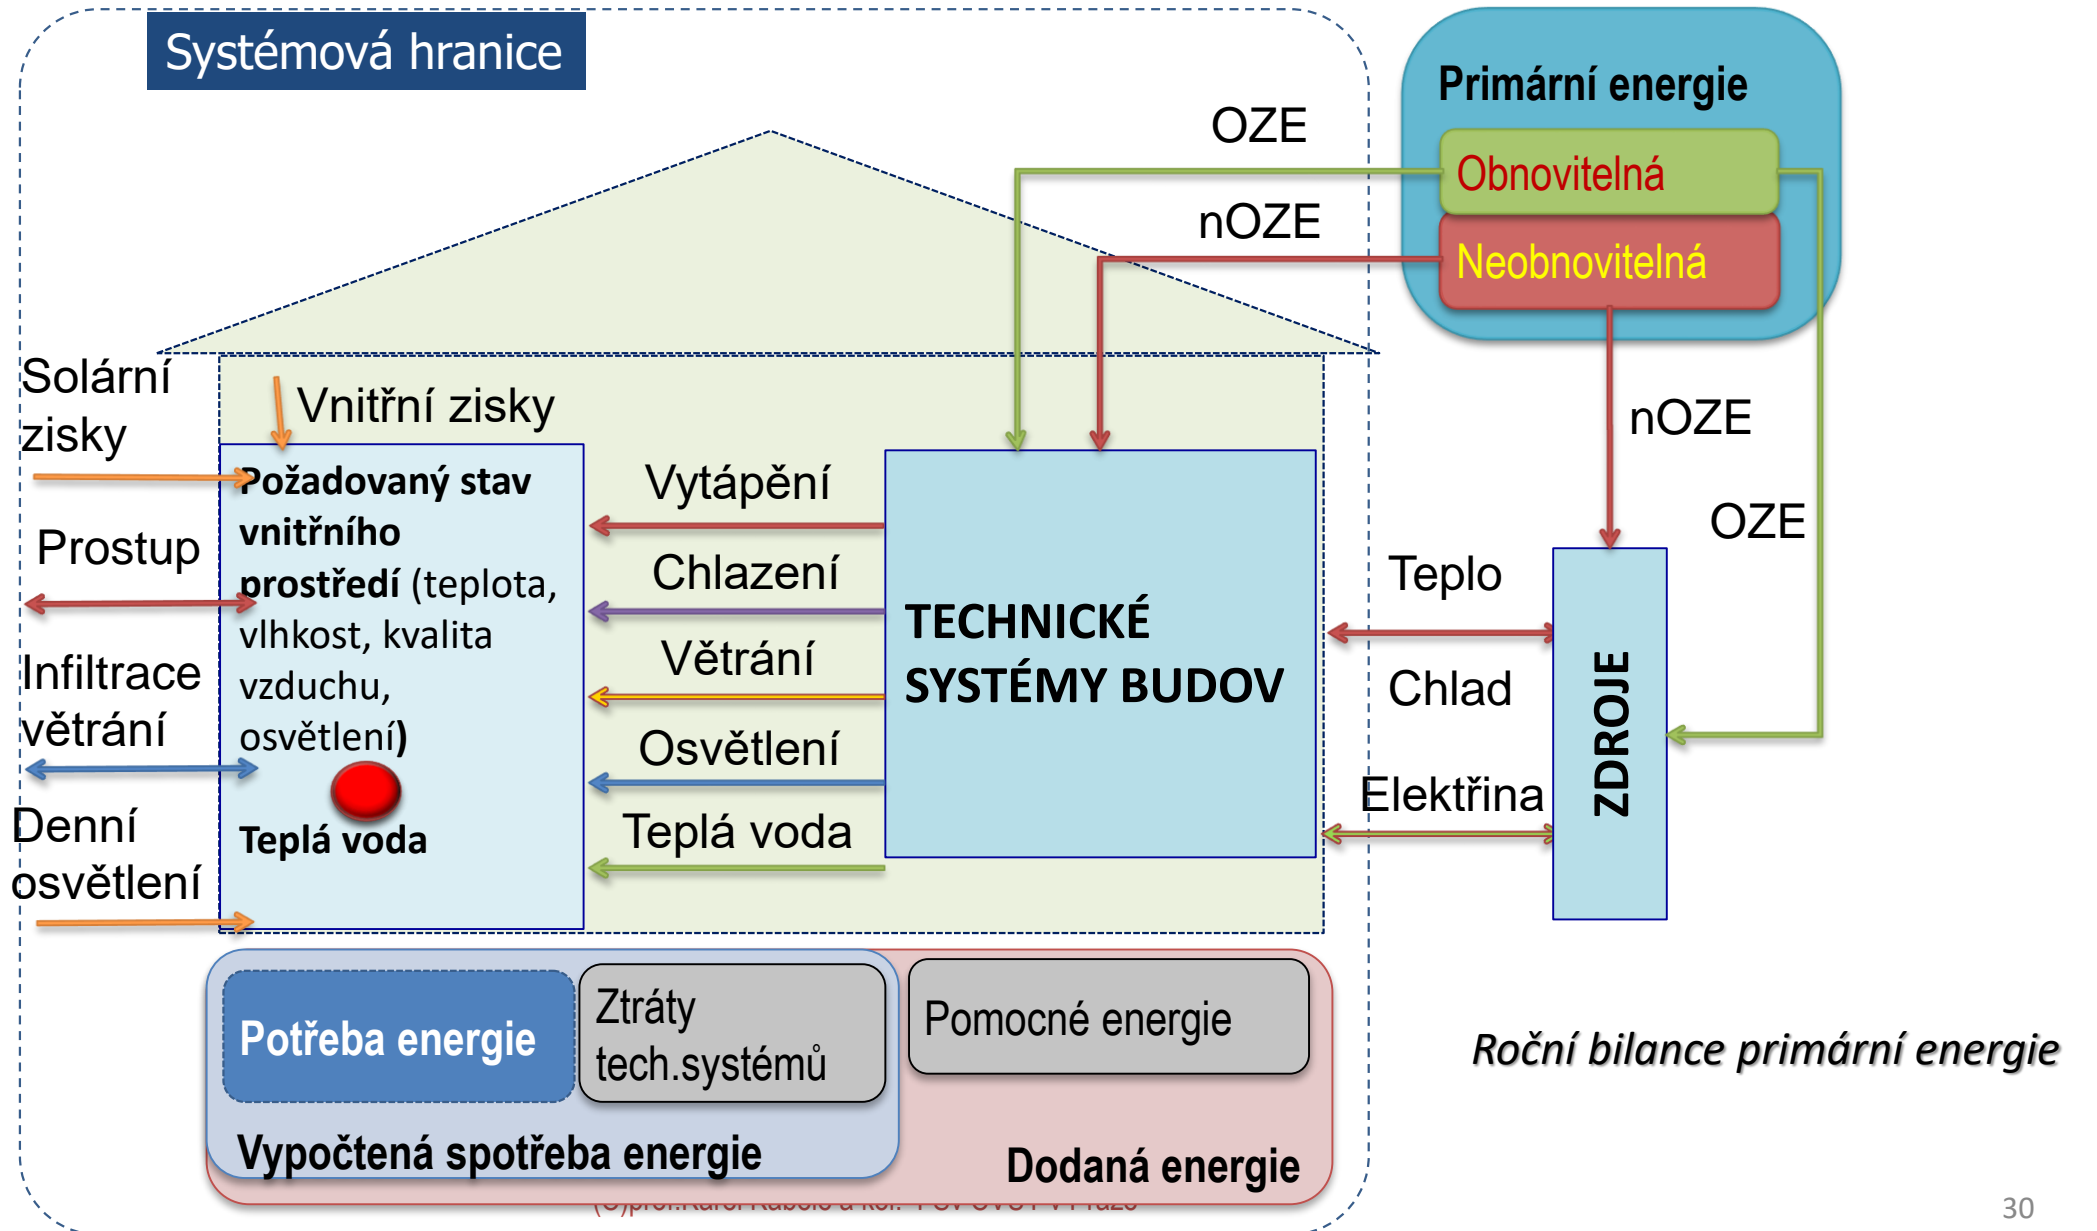 Systémová hranice
Primární energie
Obnovitelná
Neobnovitelná
OZE
nOZE
nOZE
OZE
Solární
zisky
Prostup
Infiltrace
větrání
Denní
osvětlení
Vnitřní zisky
Požadovaný stav
vnitřního
prostředí (teplota,
vlhkost, kvalita
vzduchu,
osvětlení)
Teplá voda
Vytápění
Chlazení
Větrání
Osvětlení
Teplá voda
TECHNICKÉ
SYSTÉMY BUDOV
Teplo
Chlad
Elektřina
ZDROJE
Potřeba energie
Ztráty
tech.systémů
Pomocné energie
Vypočtená spotřeba energie
Dodaná energie
Roční bilance primární energie
30